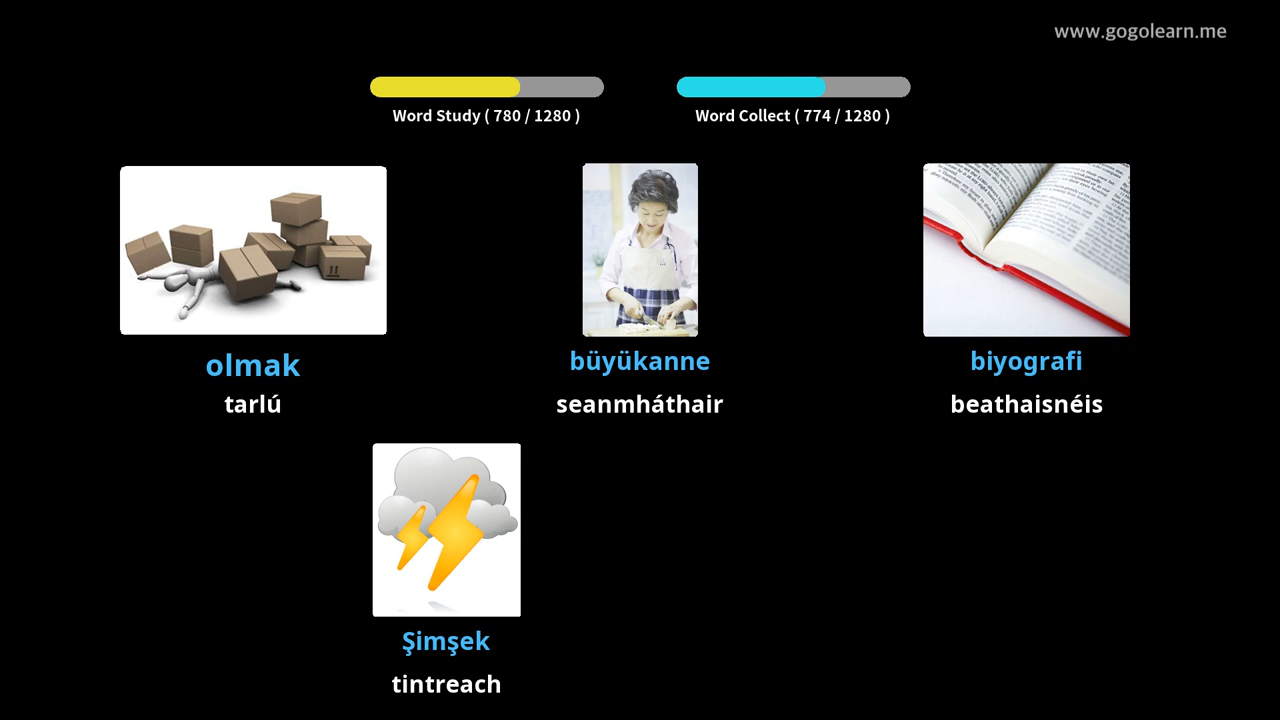 www.gogolearn.me
Word Study ( 780 / 1280 )
Word Collect ( 774 / 1280 )
olmak
tarlú
büyükanne
seanmháthair
biyografi
beathaisnéis
Şimşek
tintreach